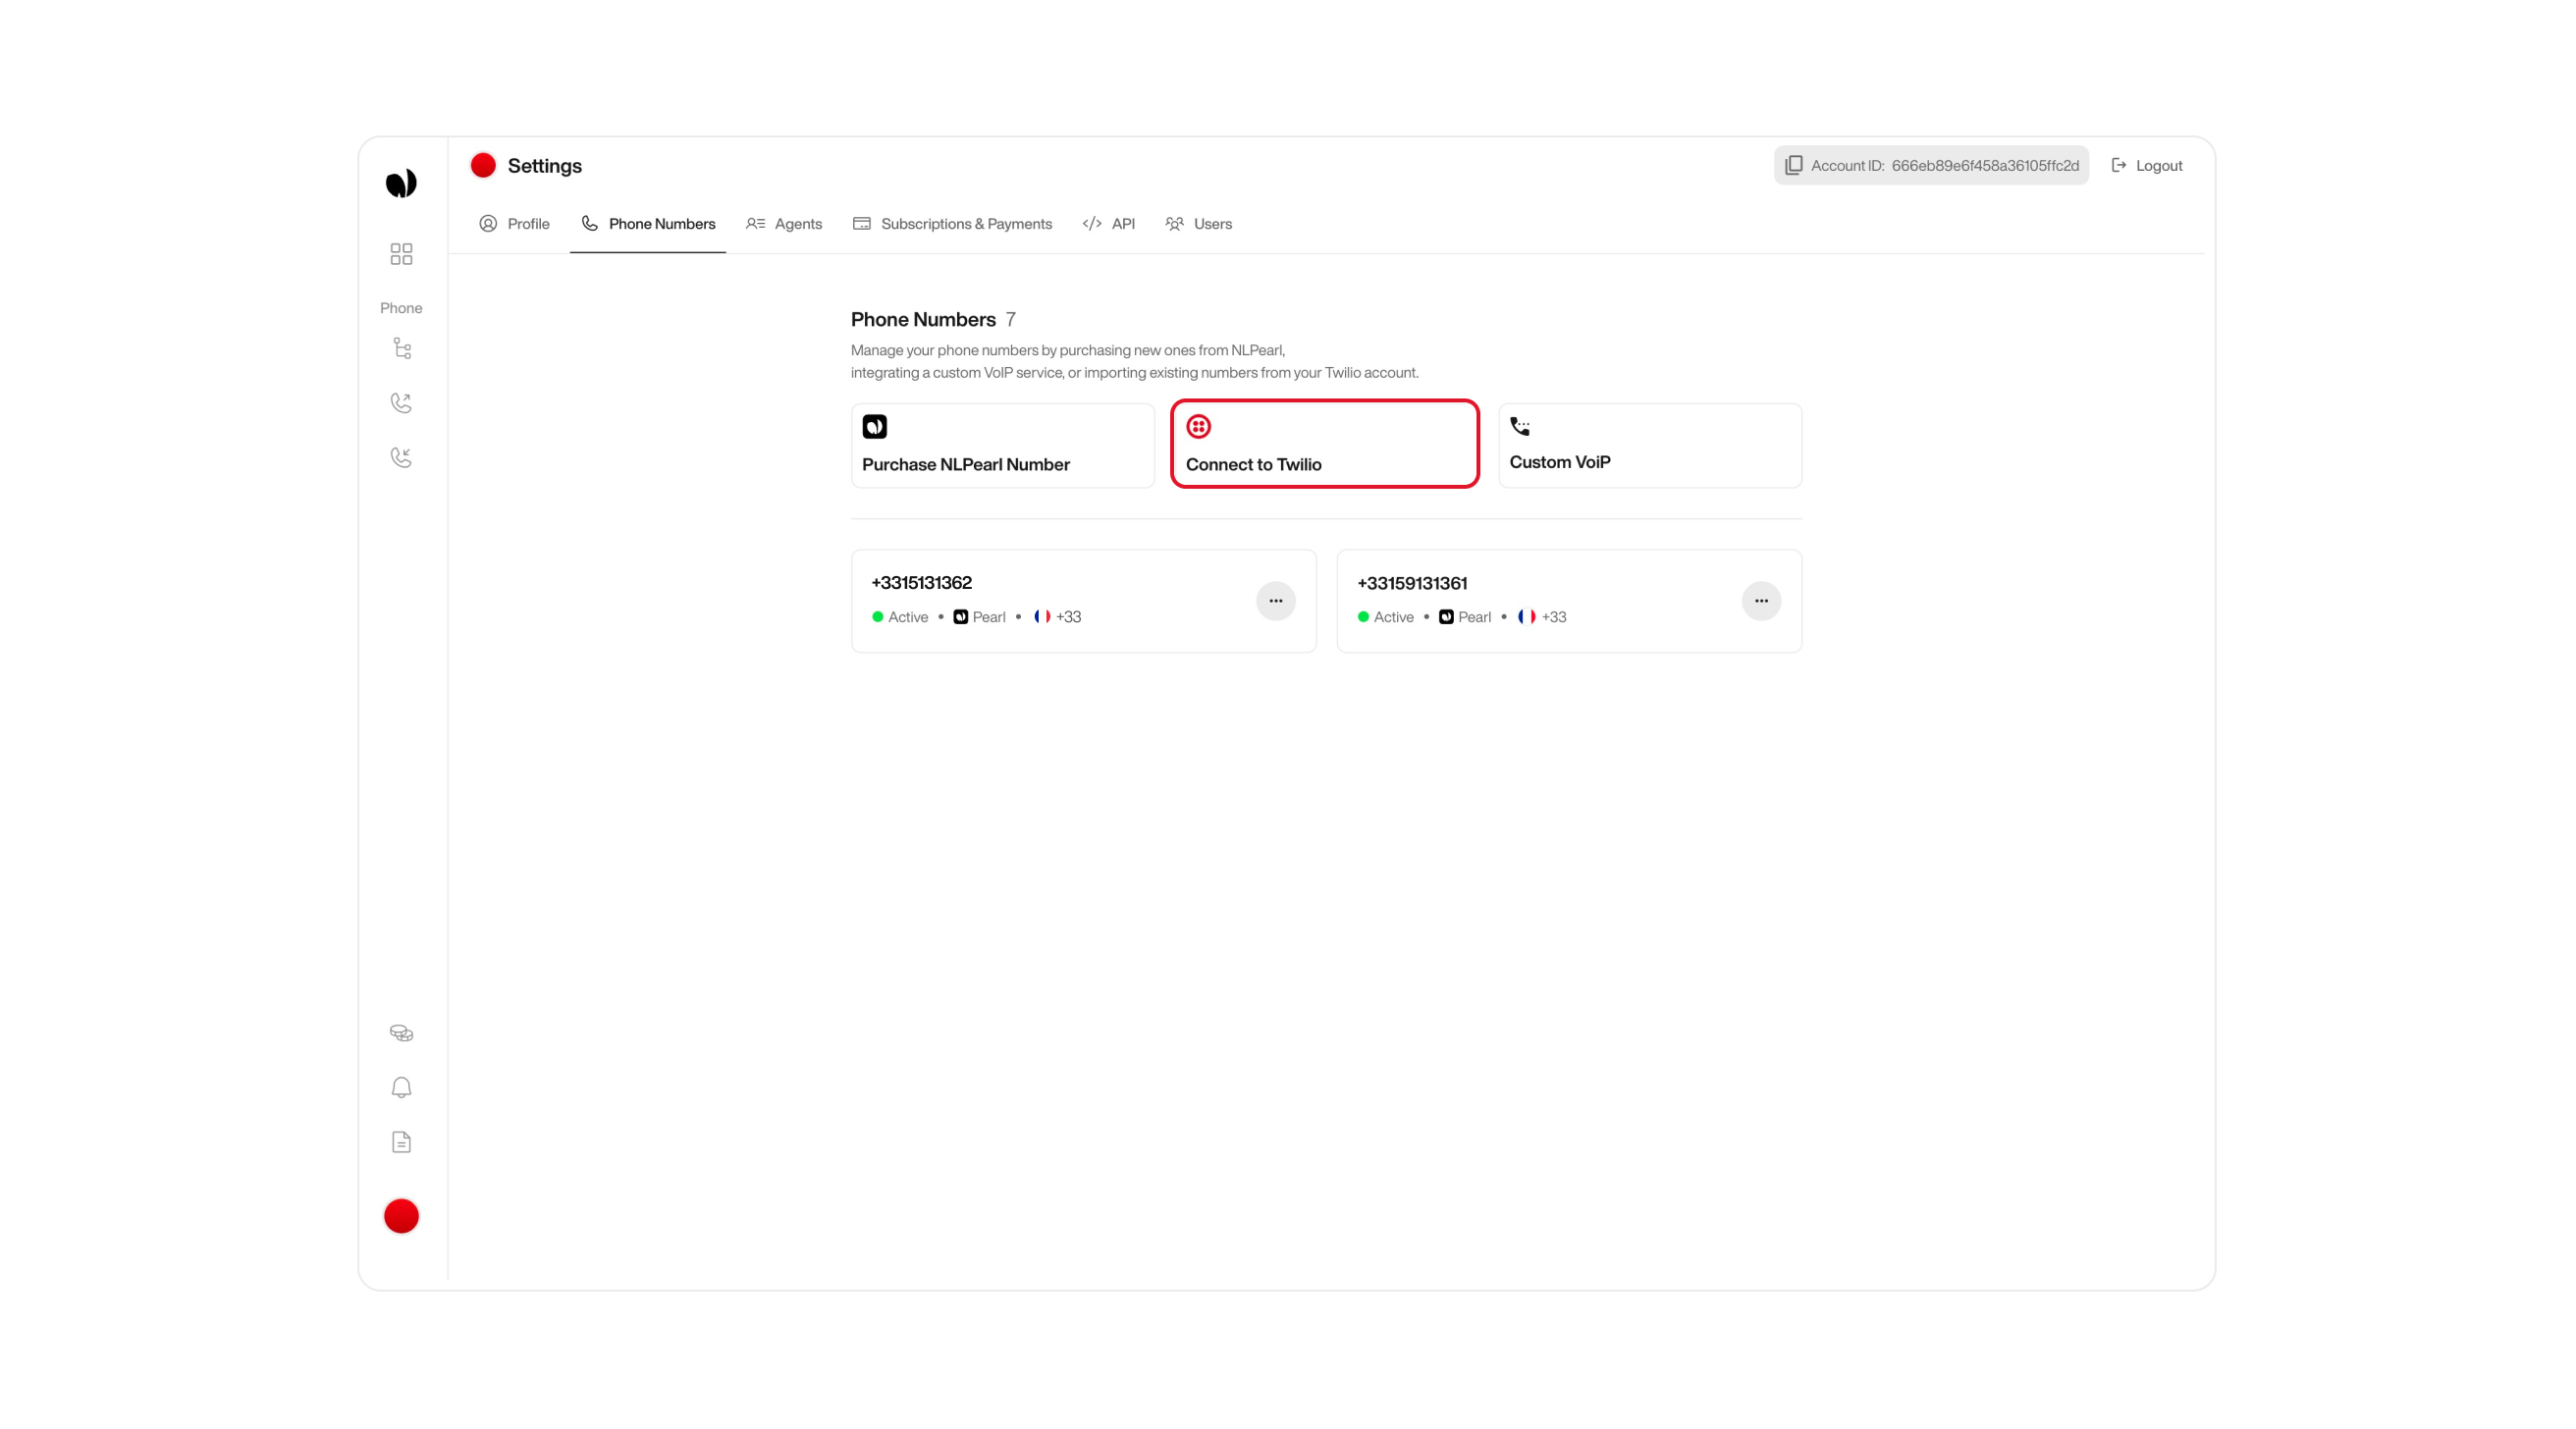 Settings
Account ID: 666eb89e6f458a36105ffc2d
Logout
Profile
Phone Numbers
Agents
Subscriptions & Payments
API
Users
Phone
Phone Numbers 7
Manage your phone numbers by purchasing new ones from NLPearl,
integrating a custom VoIP service, or importing existing numbers from your Twilio account.
Purchase NLPearl Number
Connect to Twilio
Custom VoiP
+3315131362
Active • Pearl • +33
+33159131361
Active • Pearl • +33